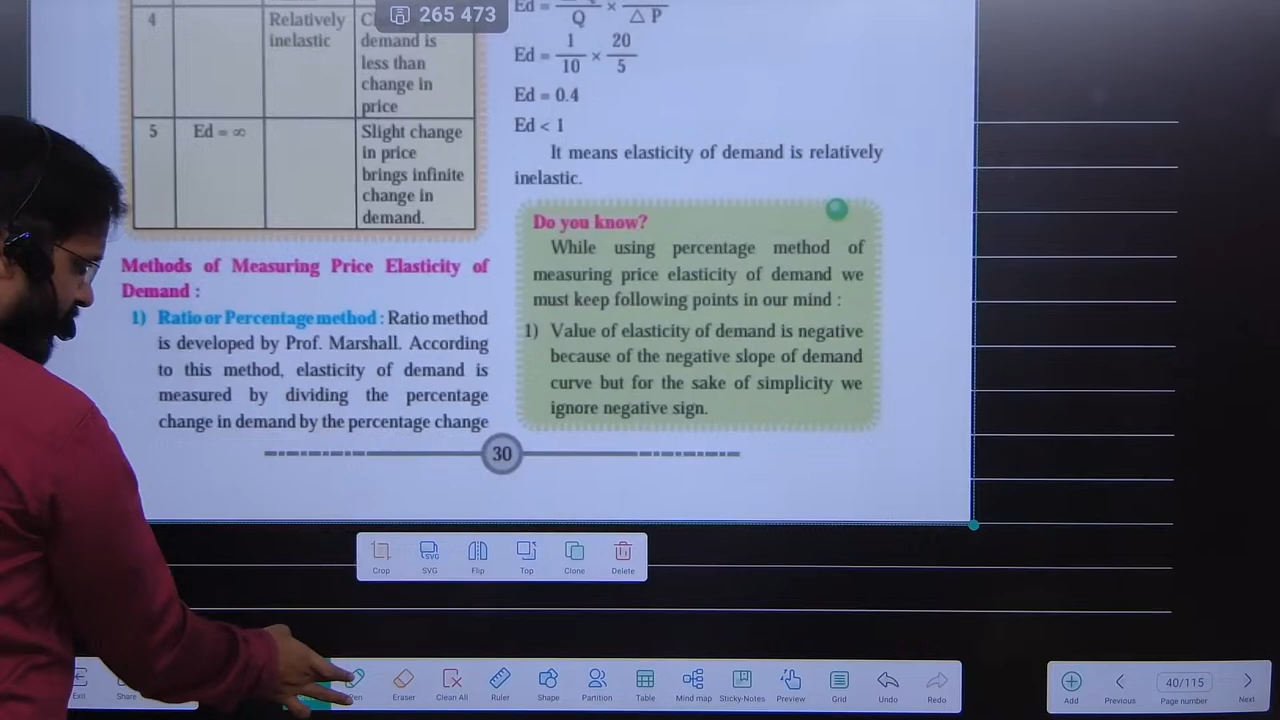 265 473
4
Relatively
inelastic
demand is
less than
change in
price
5 Ed = ∞
Slight change
in price
brings infinite
change in
demand.
Methods of Measuring Price Elasticity of
Demand :
1) Ratio or Percentage method : Ratio method
is developed by Prof. Marshall. According
to this method, elasticity of demand is
measured by dividing the percentage
change in demand by the percentage change
Ed = Q × △ P
Ed = 1/10 × 20/5
Ed = 0.4
Ed < 1
It means elasticity of demand is relatively
inelastic.
Do you know?
While using percentage method of
measuring price elasticity of demand we
must keep following points in our mind :
1) Value of elasticity of demand is negative
because of the negative slope of demand
curve but for the sake of simplicity we
ignore negative sign.
30
Crop SVG Flip Top Clone Delete
Exit Share Pen Eraser Clean All Ruler Shape Partition Table Mind map Sticky-Notes Preview Grid Undo Redo
Add Previous 40/115 Page number Next